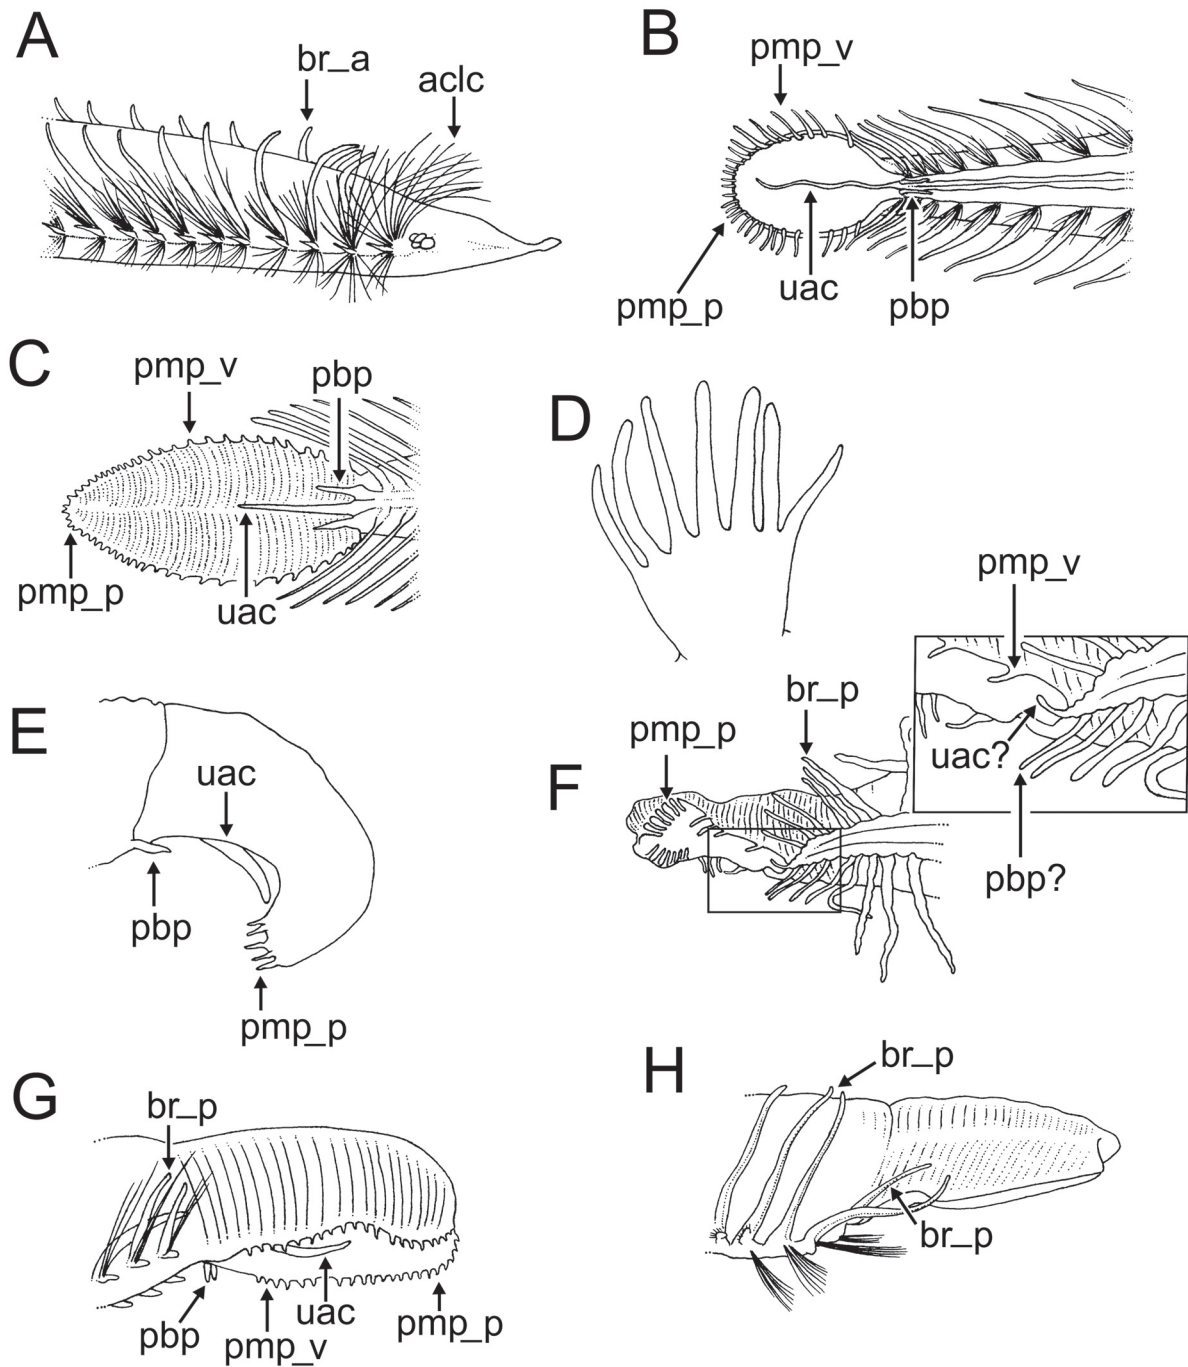 A
br_a
aclc
B
pmp_v
pmp_p
uac
pbp
C
pmp_v
pbp
pmp_p
uac
D
E
uac
pbp
pmp_p
F
pmp_p
br_p
pmp_v
uac?
pbp?
G
br_p
pbp
pmp_v
uac
pmp_p
H
br_p
br_p